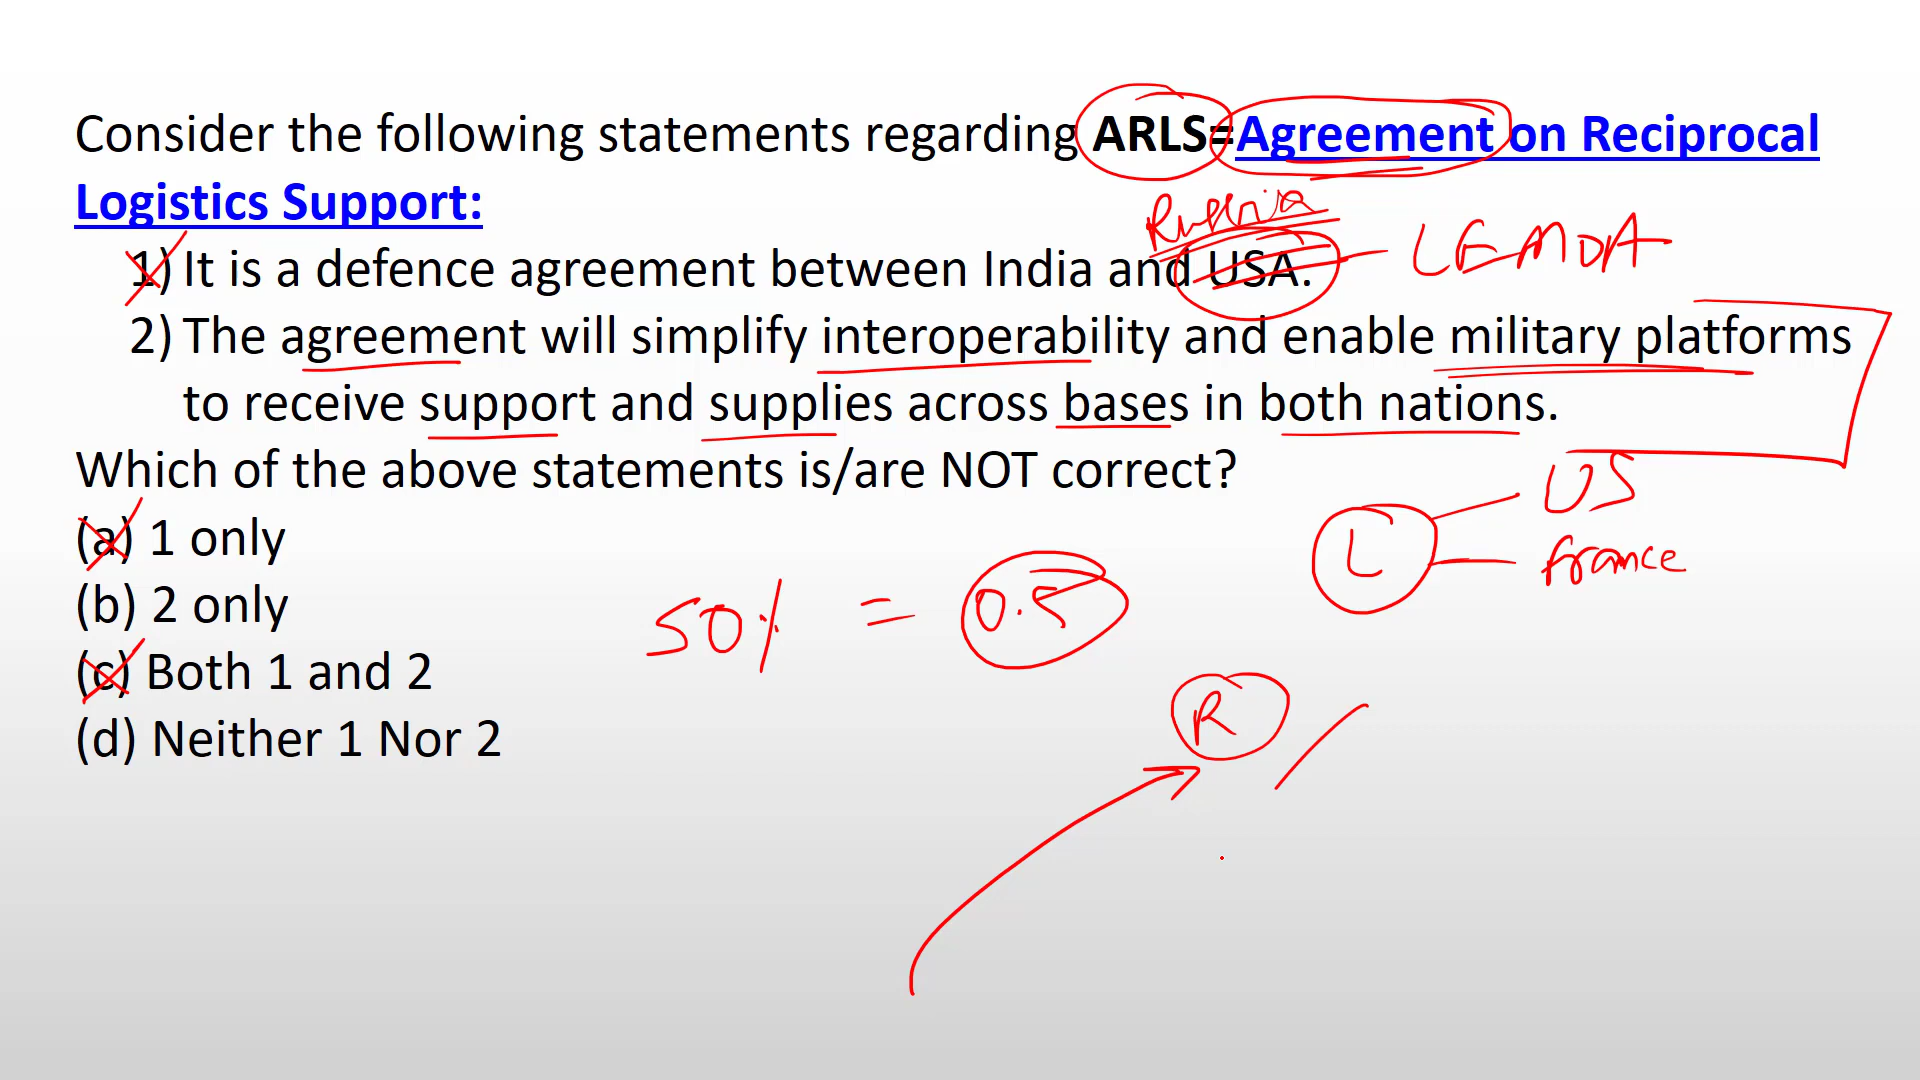 Consider the following statements regarding ARLS=Agreement on Reciprocal
Logistics Support:
Russia
1) It is a defence agreement between India and USA. LEMOA
2) The agreement will simplify interoperability and enable military platforms
to receive support and supplies across bases in both nations.
Which of the above statements is/are NOT correct?
US
(a) 1 only
L France
(b) 2 only
50% = 0.5
(c) Both 1 and 2
R
(d) Neither 1 Nor 2